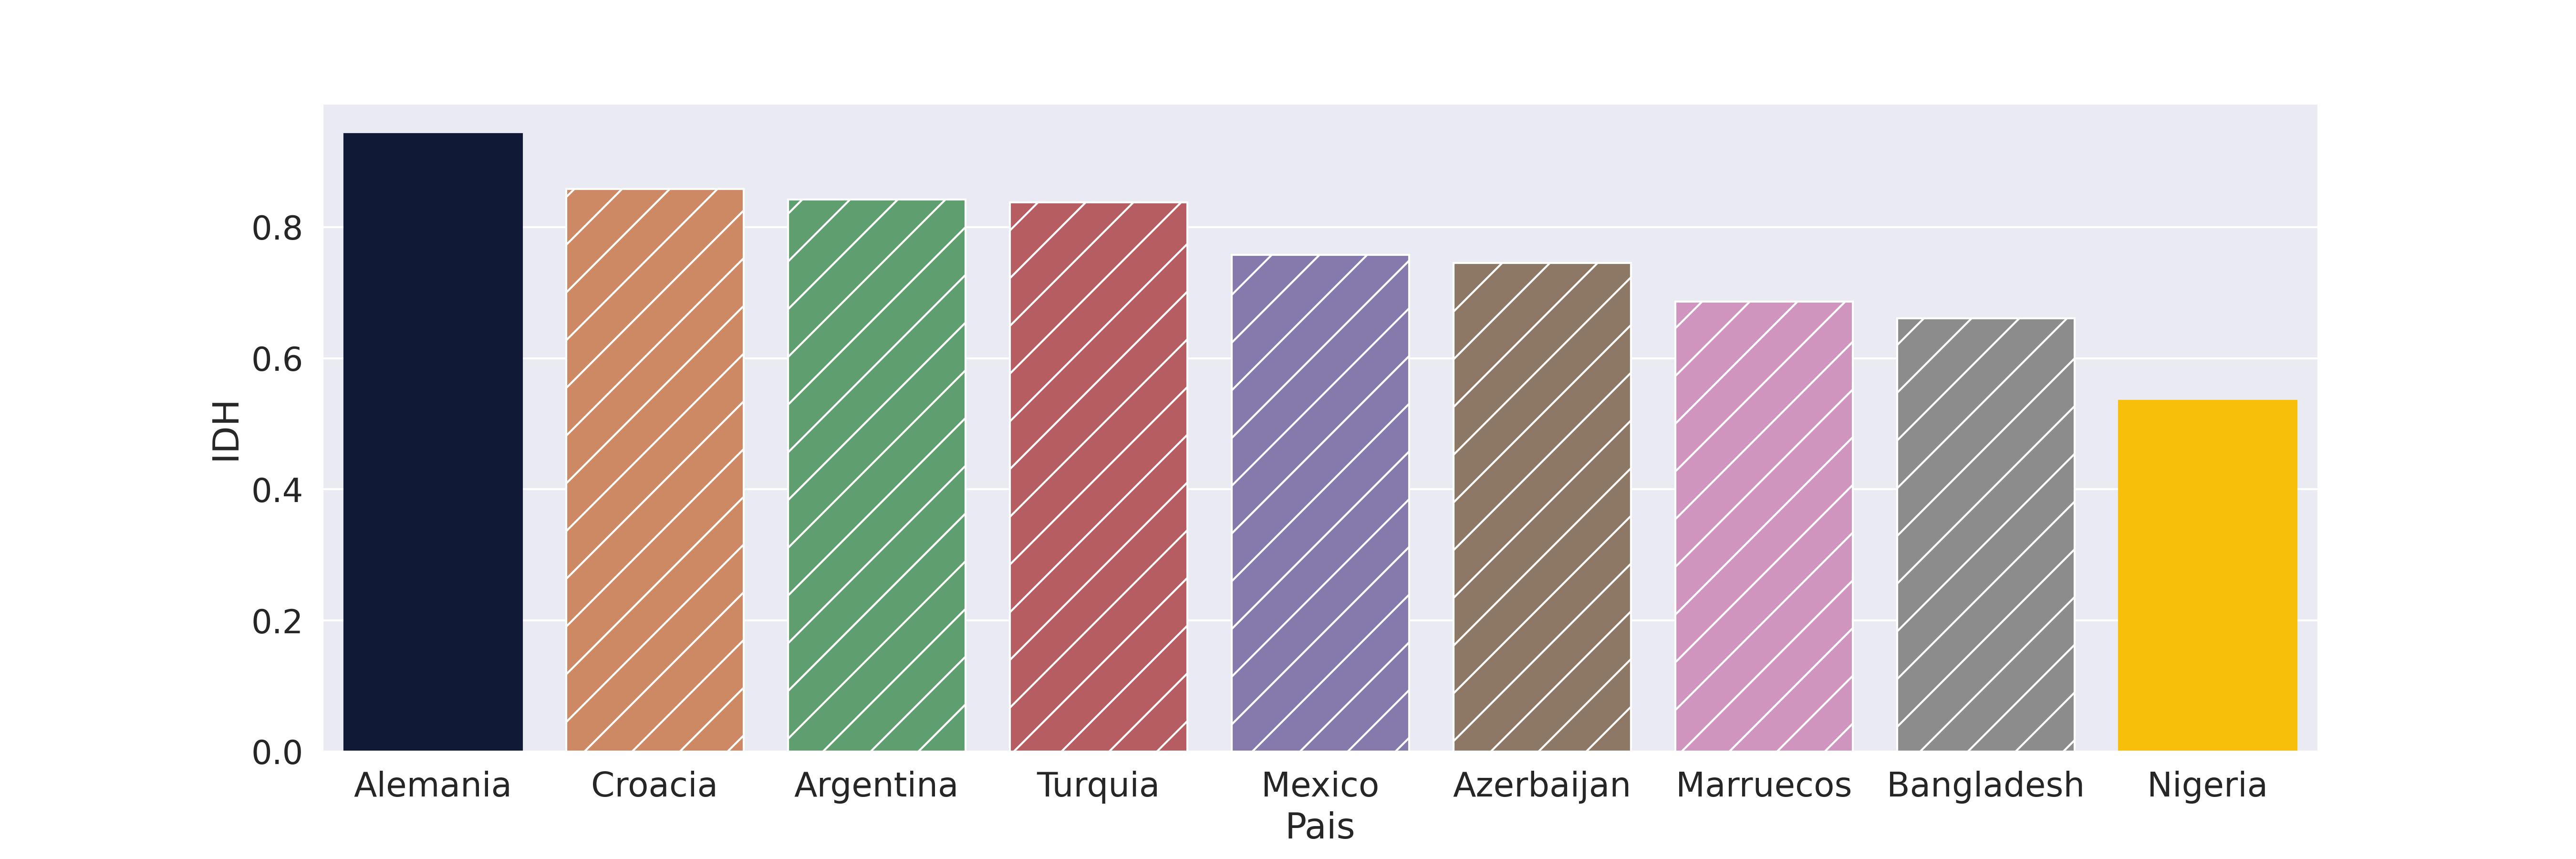 0.8
0.6
0.4
0.2
0.0
IDH
Alemania Croacia Argentina Turquia Mexico Azerbaijan Marruecos Bangladesh Nigeria
Pais